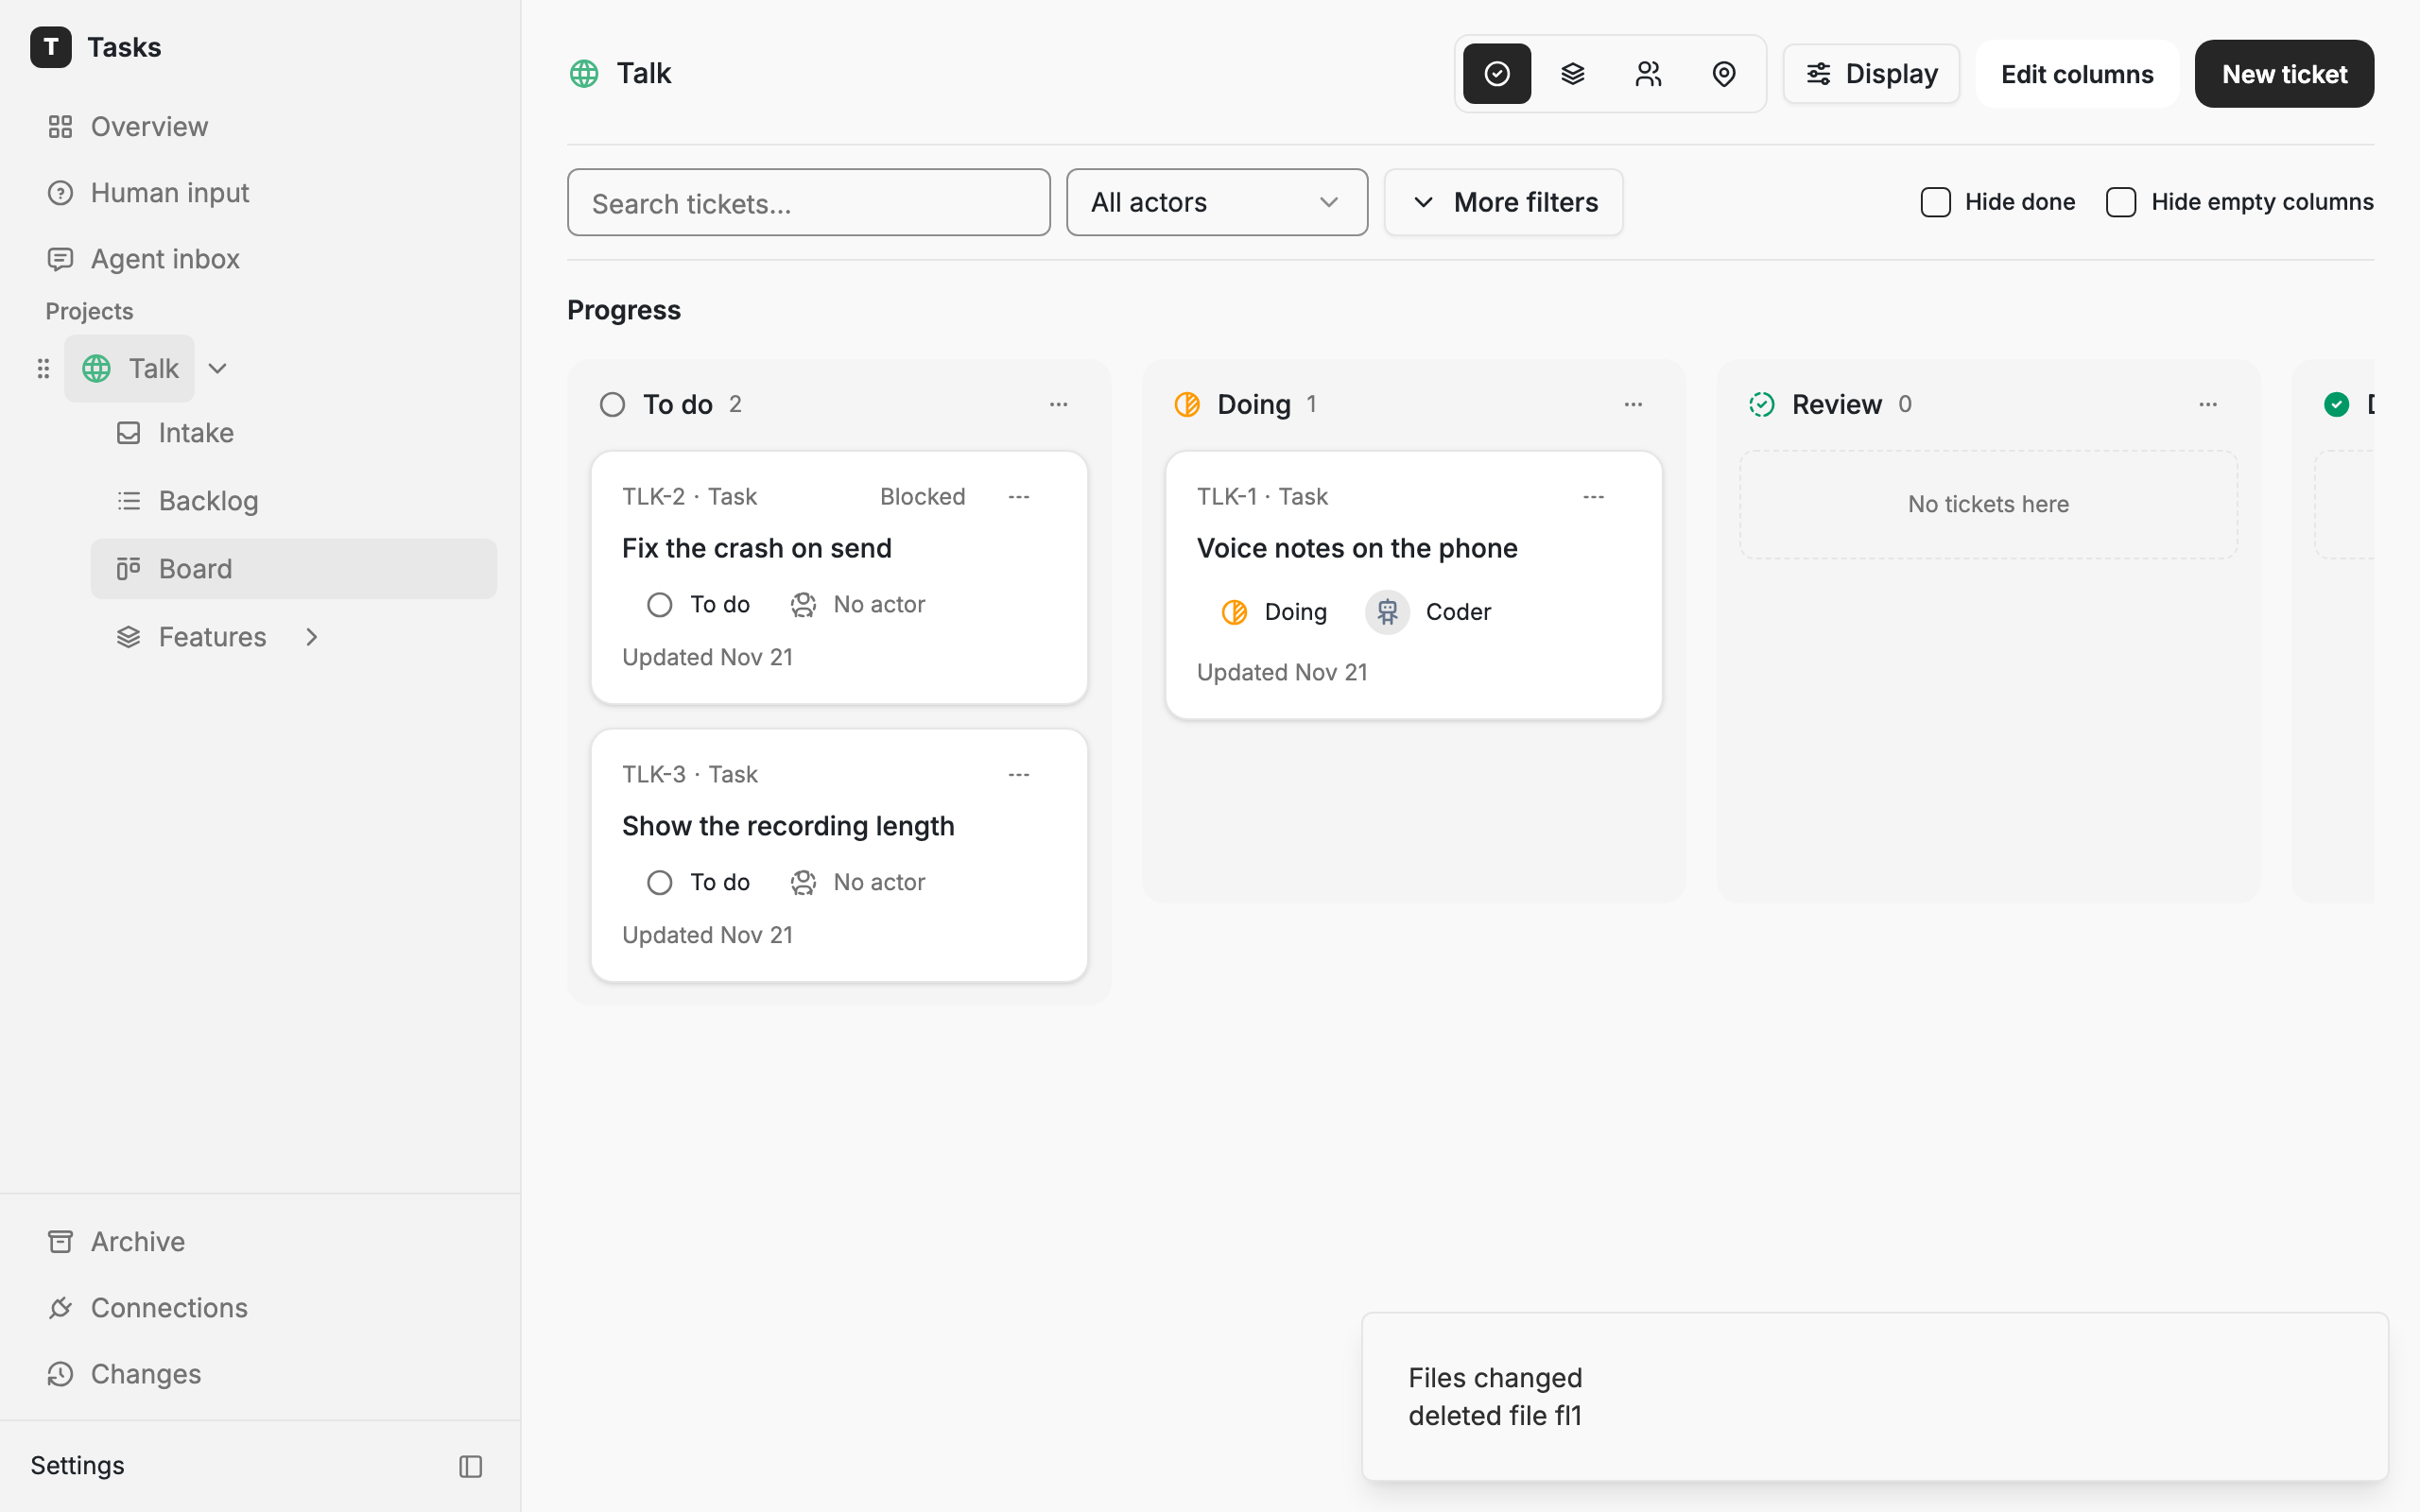 T Tasks
Overview
Human input
Agent inbox
Projects
Talk
Intake
Backlog
Board
Features
Archive
Connections
Changes
Settings
Talk
Display
Edit columns
New ticket
Search tickets...
All actors
More filters
Hide done
Hide empty columns
Progress
To do 2
TLK-2 · Task Blocked
Fix the crash on send
To do No actor
Updated Nov 21
TLK-3 · Task
Show the recording length
To do No actor
Updated Nov 21
Doing 1
TLK-1 · Task
Voice notes on the phone
Doing Coder
Updated Nov 21
Review 0
No tickets here
Files changed
deleted file fl1